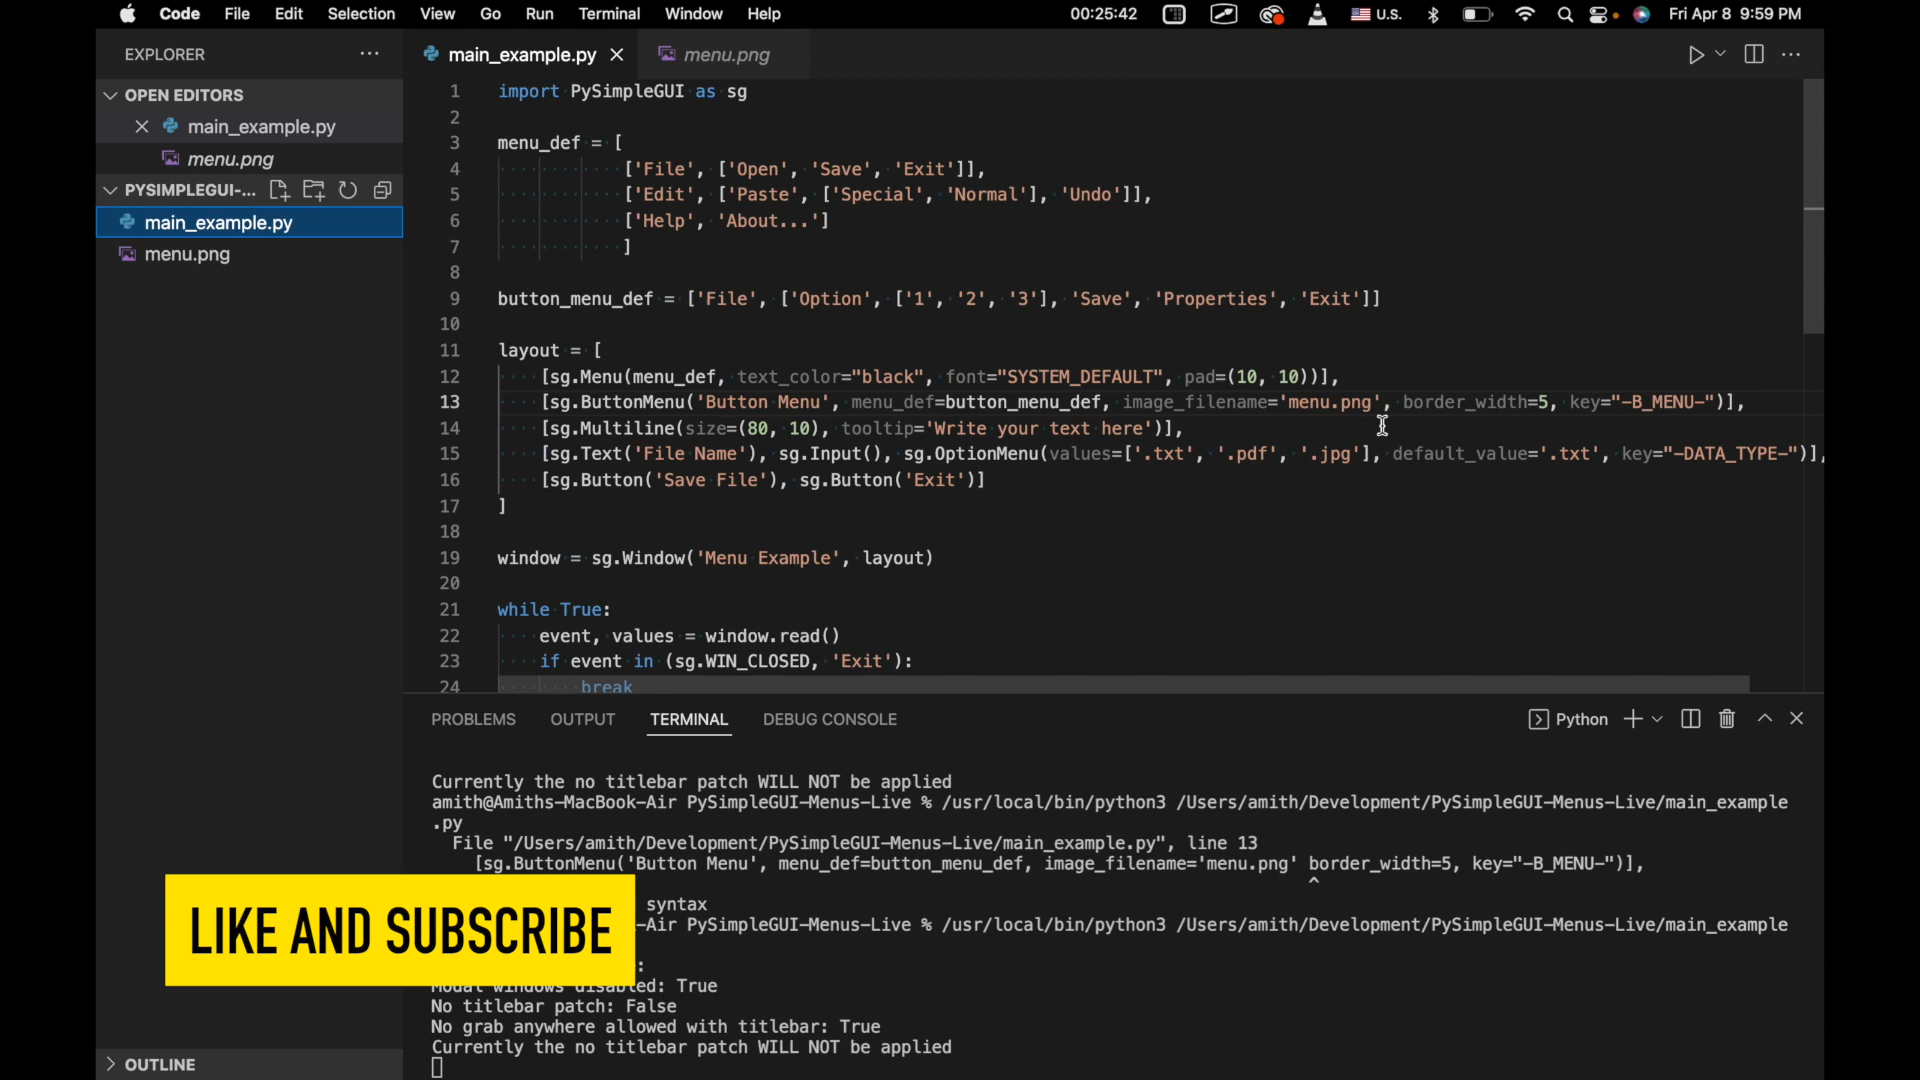 Code File Edit Selection View Go Run Terminal Window Help 00:25:42 U.S. Fri Apr 8 9:59 PM
EXPLORER
main_example.py
menu.png
OPEN EDITORS
main_example.py
menu.png
PYSIMPLEGUI-...
main_example.py
menu.png
OUTLINE
1 import PySimpleGUI as sg
2
3 menu_def = [
4 ['File', ['Open', 'Save', 'Exit']],
5 ['Edit', ['Paste', ['Special', 'Normal'], 'Undo']],
6 ['Help', 'About...']
7 ]
8
9 button_menu_def = ['File', ['Option', ['1', '2', '3'], 'Save', 'Properties', 'Exit']]
10
11 layout = [
12 [sg.Menu(menu_def, text_color="black", font="SYSTEM_DEFAULT", pad=(10, 10))],
13 [sg.ButtonMenu('Button Menu', menu_def=button_menu_def, image_filename='menu.png', border_width=5, key="-B_MENU-")],
14 [sg.Multiline(size=(80, 10), tooltip='Write your text here')],
15 [sg.Text('File Name'), sg.Input(), sg.OptionMenu(values=['.txt', '.pdf', '.jpg'], default_value='.txt', key="-DATA_TYPE-")],
16 [sg.Button('Save File'), sg.Button('Exit')]
17 ]
18
19 window = sg.Window('Menu Example', layout)
20
21 while True:
22 event, values = window.read()
23 if event in (sg.WIN_CLOSED, 'Exit'):
24 break
PROBLEMS OUTPUT TERMINAL DEBUG CONSOLE Python
Currently the no titlebar patch WILL NOT be applied
amith@Amiths-MacBook-Air PySimpleGUI-Menus-Live % /usr/local/bin/python3 /Users/amith/Development/PySimpleGUI-Menus-Live/main_example
.py
File "/Users/amith/Development/PySimpleGUI-Menus-Live/main_example.py", line 13
[sg.ButtonMenu('Button Menu', menu_def=button_menu_def, image_filename='menu.png' border_width=5, key="-B_MENU-")],
^
syntax
-Air PySimpleGUI-Menus-Live % /usr/local/bin/python3 /Users/amith/Development/PySimpleGUI-Menus-Live/main_example
:
Modal windows disabled: True
No titlebar patch: False
No grab anywhere allowed with titlebar: True
Currently the no titlebar patch WILL NOT be applied
LIKE AND SUBSCRIBE